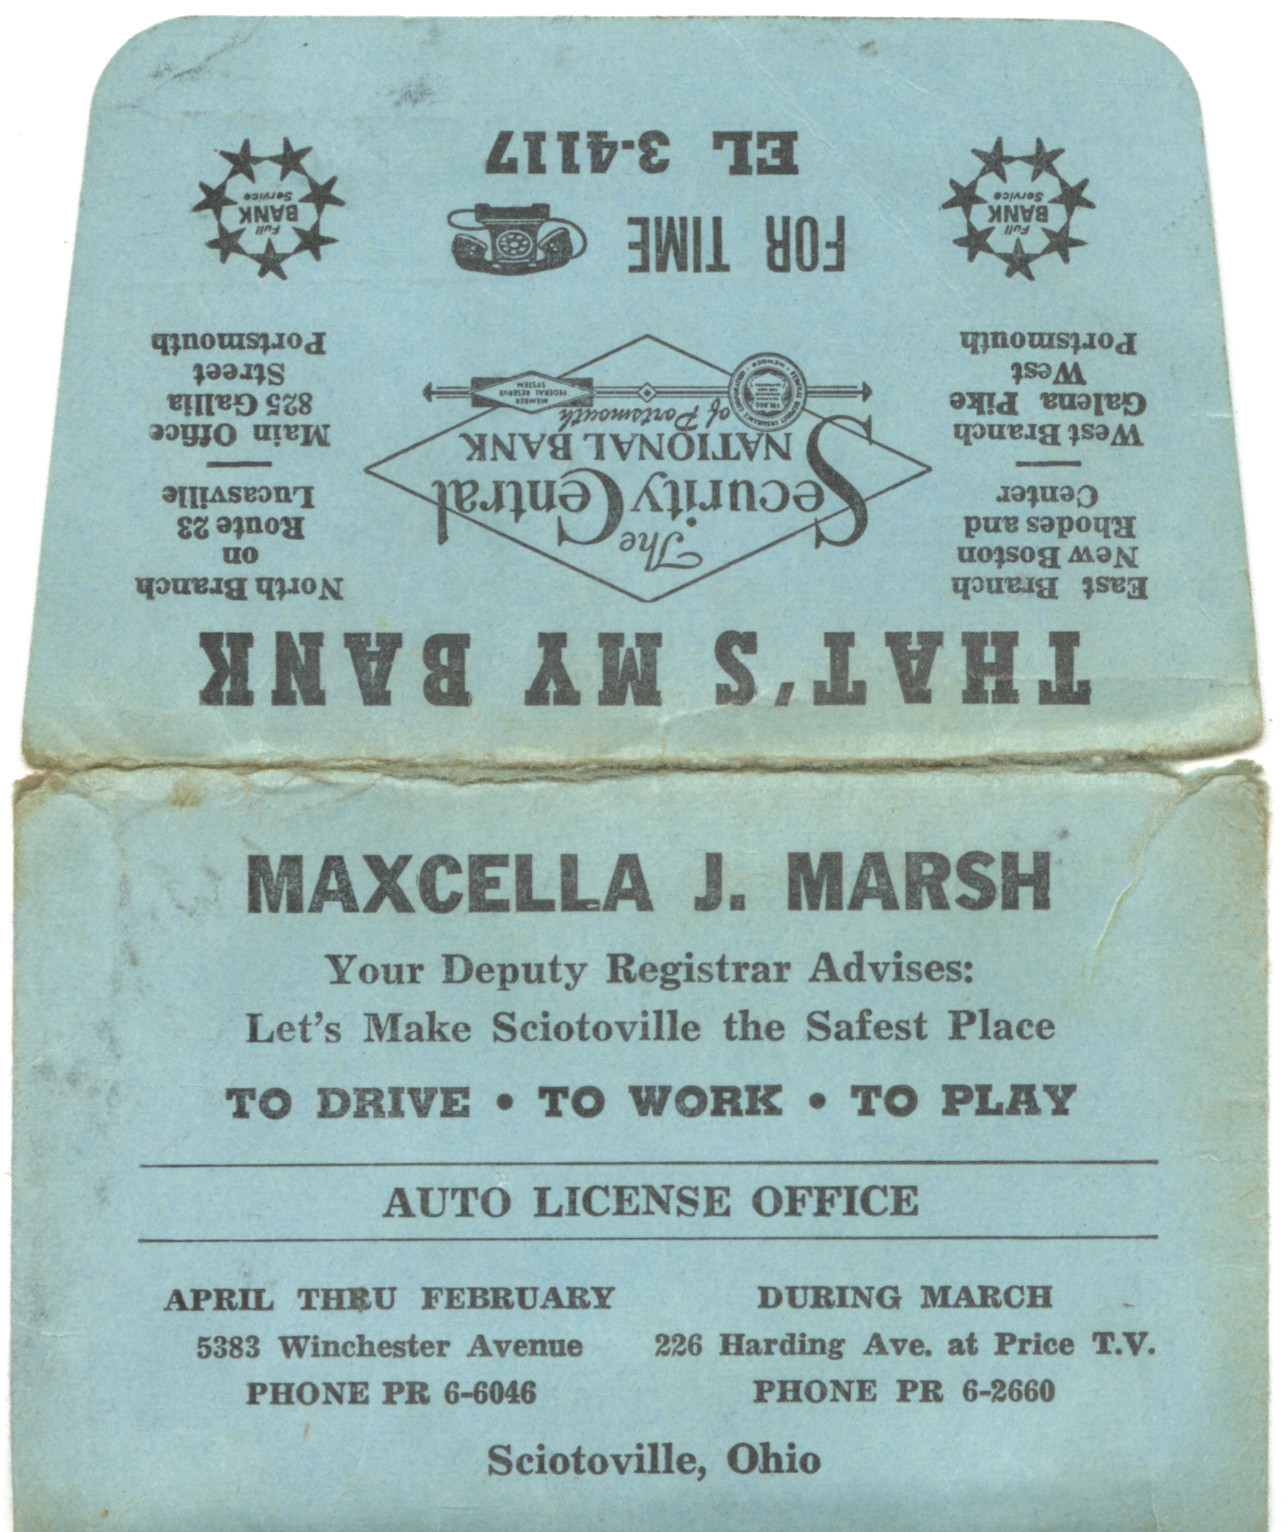 THAT'S MY BANK
East Branch
New Boston
Rhodes and
Center
West Branch
Galena Pike
West
Portsmouth
The
Security Central
NATIONAL BANK
of Portsmouth
MEMBER
FEDERAL RESERVE
SYSTEM
North Branch
on
Route 23
Lucasville
Main Office
825 Gallia
Street
Portsmouth
Full
BANK
Service
FOR TIME
EL 3-4117
Full
BANK
Service
MAXCELLA J. MARSH
Your Deputy Registrar Advises:
Let's Make Sciotoville the Safest Place
TO DRIVE • TO WORK • TO PLAY
AUTO LICENSE OFFICE
APRIL THRU FEBRUARY
5383 Winchester Avenue
PHONE PR 6-6046
DURING MARCH
226 Harding Ave. at Price T.V.
PHONE PR 6-2660
Sciotoville, Ohio